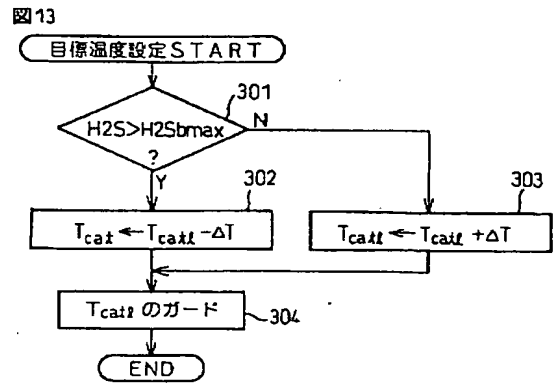 図13
目標温度設定START
301
H2S>H2Sbmax
?
N
Y
302
Tcat←Tcatℓ-ΔT
303
Tcatℓ←Tcatℓ+ΔT
Tcatℓのガード
304
END